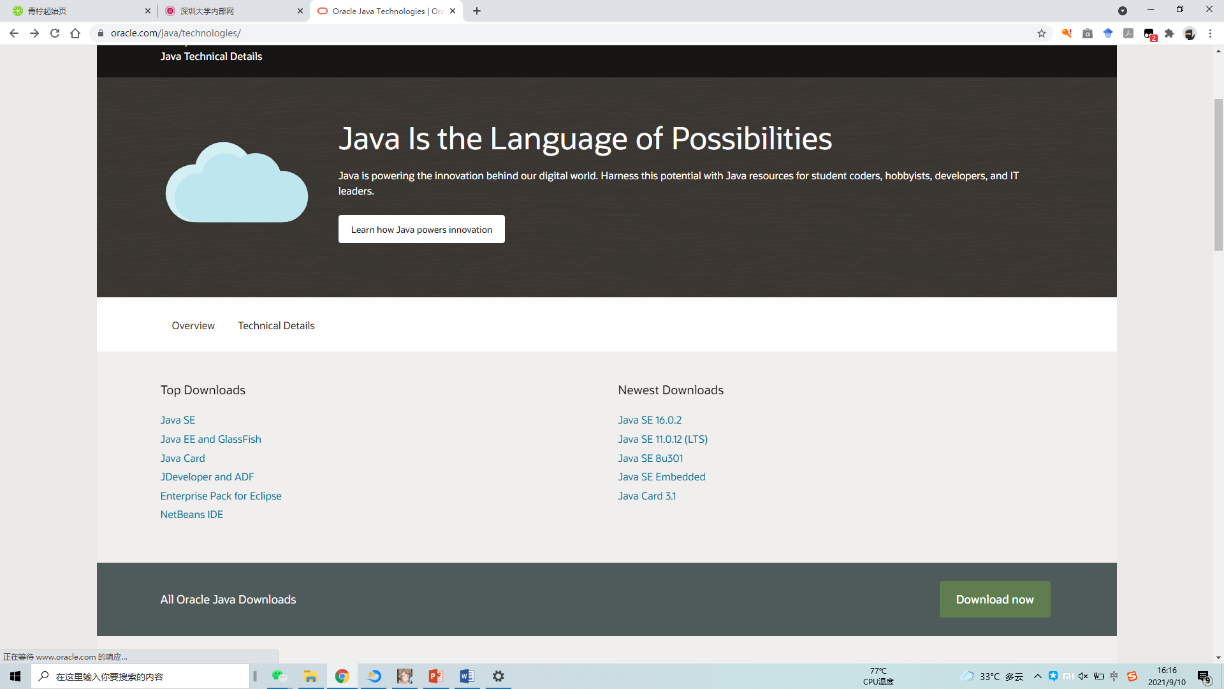 青柠起始页
深圳大学内部网
Oracle Java Technologies | Ora
oracle.com/java/technologies/
2
Java Technical Details
Java Is the Language of Possibilities
Java is powering the innovation behind our digital world. Harness this potential with Java resources for student coders, hobbyists, developers, and IT
leaders.
Learn how Java powers innovation
Overview
Technical Details
Top Downloads
Java SE
Java EE and GlassFish
Java Card
JDeveloper and ADF
Enterprise Pack for Eclipse
NetBeans IDE
Newest Downloads
Java SE 16.0.2
Java SE 11.0.12 (LTS)
Java SE 8u301
Java SE Embedded
Java Card 3.1
All Oracle Java Downloads
Download now
正在等待 www.oracle.com 的响应...
在这里输入你要搜索的内容
77℃
CPU温度
33°C 多云
中
16:16
2021/9/10
9